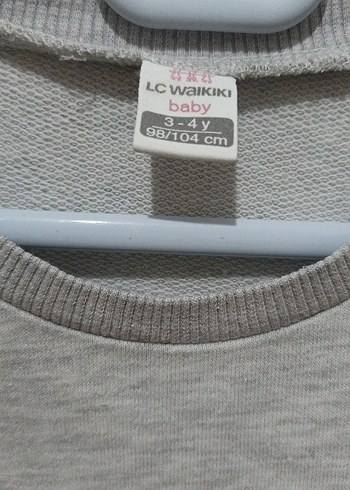 LC WAIKIKI
baby
3 - 4 y
98/104 cm